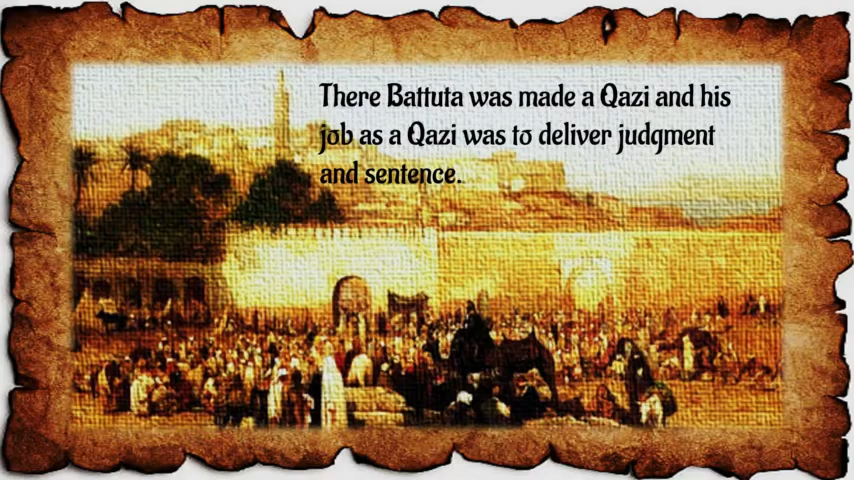 There Battuta was made a Qazi and his
job as a Qazi was to deliver judgment
and sentence..